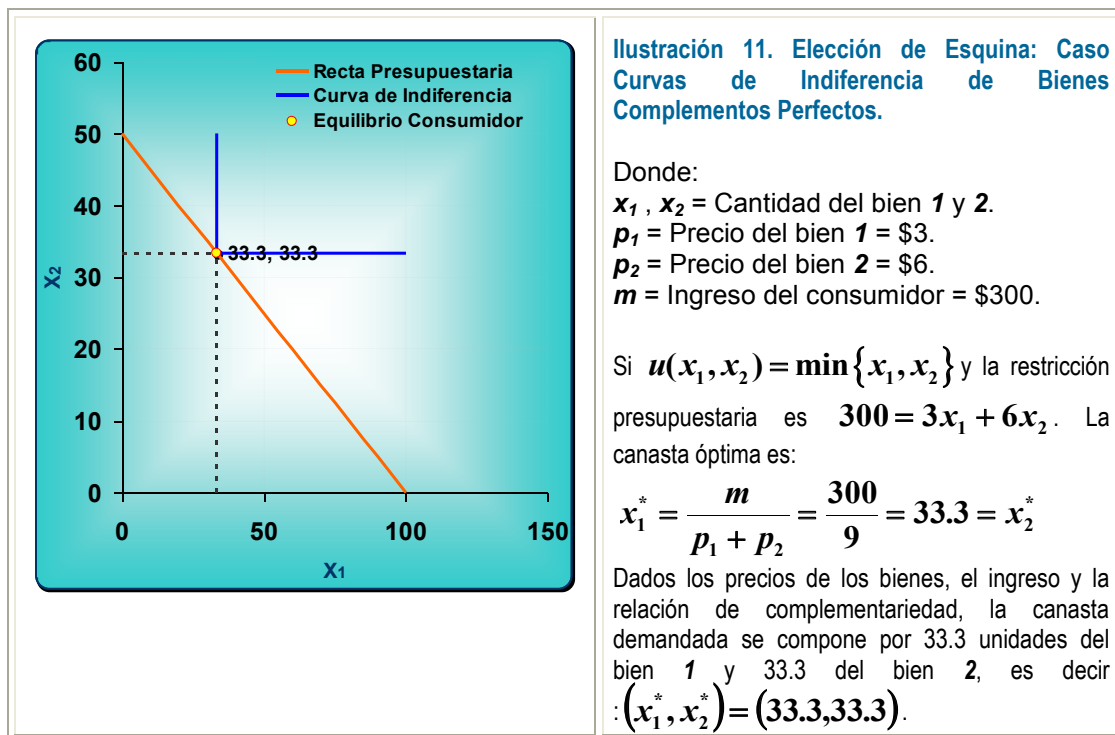 60
50
40
30
20
10
0
0
50
100
150
X2
X1
Recta Presupuestaria
Curva de Indiferencia
Equilibrio Consumidor
33.3, 33.3
Ilustración 11. Elección de Esquina: Caso
Curvas de Indiferencia de Bienes
Complementos Perfectos.
Donde:
x₁ , x₂ = Cantidad del bien 1 y 2.
p₁ = Precio del bien 1 = $3.
p₂ = Precio del bien 2 = $6.
m = Ingreso del consumidor = $300.
Si u(x₁, x₂) = min{x₁, x₂} y la restricción
presupuestaria es 300 = 3x₁ + 6x₂. La
canasta óptima es:
x₁* = m / (p₁ + p₂) = 300 / 9 = 33.3 = x₂*
Dados los precios de los bienes, el ingreso y la
relación de complementariedad, la canasta
demandada se compone por 33.3 unidades del
bien 1 y 33.3 del bien 2, es decir
:(x₁*, x₂*) = (33.3,33.3).